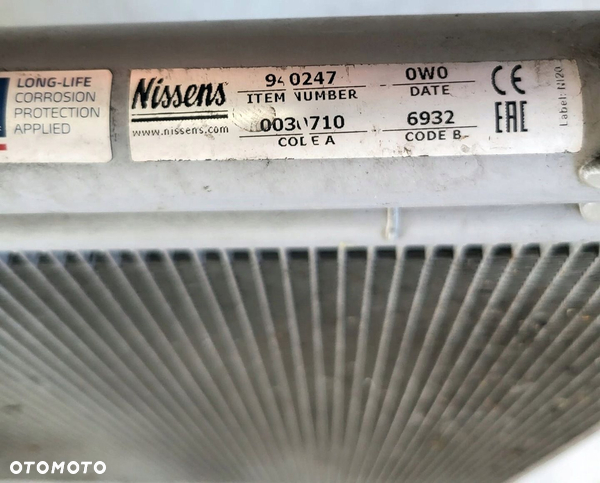 LONG-LIFE
CORROSION
PROTECTION
APPLIED
Nissens
www.nissens.com
940247
ITEM NUMBER
0W0
DATE
0030710
CODE A
6932
CODE B
CE
EAC
Label: NI20
OTOMOTO